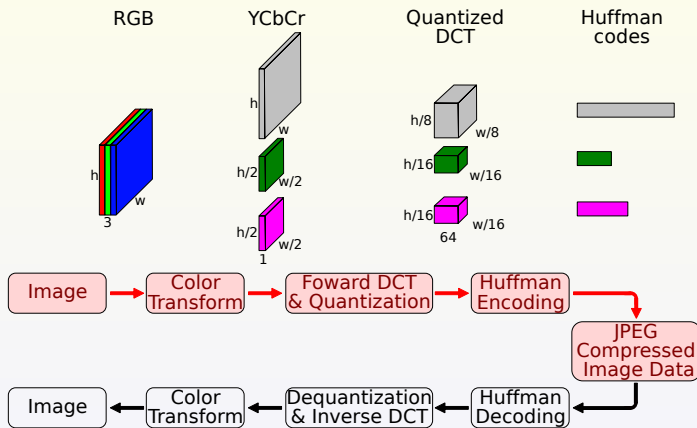 RGB
YCbCr
Quantized
DCT
Huffman
codes
h
w
3
h
w
h/2
w/2
h/2
w/2
1
h/8
w/8
h/16
w/16
h/16
w/16
64
Image
Color
Transform
Foward DCT
& Quantization
Huffman
Encoding
JPEG
Compressed
Image Data
Image
Color
Transform
Dequantization
& Inverse DCT
Huffman
Decoding